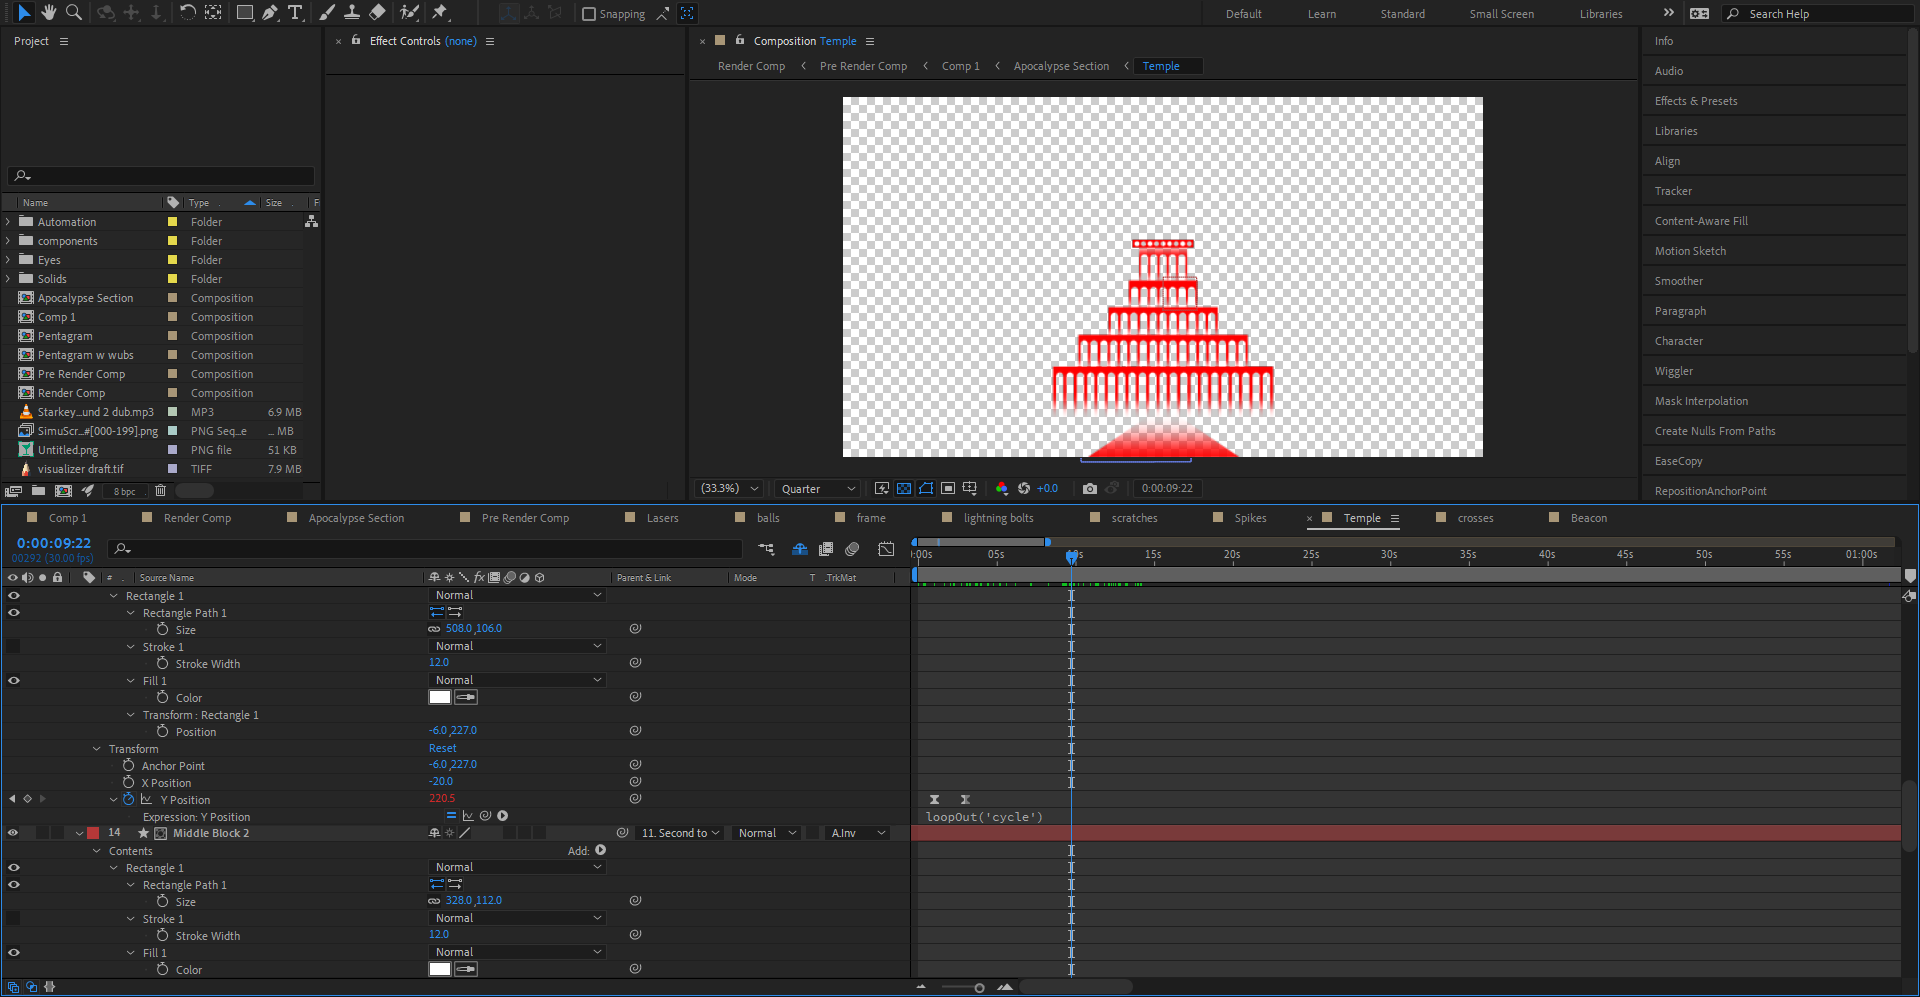 Snapping
Default
Learn
Standard
Small Screen
Libraries
Search Help
Project
Effect Controls (none)
Composition Temple
Render Comp
Pre Render Comp
Comp 1
Apocalypse Section
Temple
Info
Audio
Effects & Presets
Libraries
Align
Tracker
Content-Aware Fill
Motion Sketch
Smoother
Paragraph
Character
Wiggler
Mask Interpolation
Create Nulls From Paths
EaseCopy
RepositionAnchorPoint
Name Type Size F
Automation Folder
components Folder
Eyes Folder
Solids Folder
Apocalypse Section Composition
Comp 1 Composition
Pentagram Composition
Pentagram w wubs Composition
Pre Render Comp Composition
Render Comp Composition
Starkey...und 2 dub.mp3 MP3 6.9 MB
SimuScr...#[000-199].png PNG Seq...e ... MB
Untitled.png PNG file 51 KB
visualizer draft.tif TIFF 7.9 MB
8 bpc
(33.3%) Quarter +0.0 0:00:09:22
Comp 1 Render Comp Apocalypse Section Pre Render Comp Lasers balls frame lightning bolts scratches Spikes Temple crosses Beacon
0:00:09:22
00292 (30.00 fps)
:00s 05s 10s 15s 20s 25s 30s 35s 40s 45s 50s 55s 01:00s
# Source Name Parent & Link Mode T .TrkMat
Rectangle 1 Normal
Rectangle Path 1
Size 508.0,106.0
Stroke 1 Normal
Stroke Width 12.0
Fill 1 Normal
Color
Transform : Rectangle 1
Position -6.0,227.0
Transform Reset
Anchor Point -6.0,227.0
X Position -20.0
Y Position 220.5
Expression: Y Position loopOut('cycle')
14 Middle Block 2 11. Second to Normal A.Inv
Contents Add:
Rectangle 1 Normal
Rectangle Path 1
Size 328.0,112.0
Stroke 1 Normal
Stroke Width 12.0
Fill 1 Normal
Color